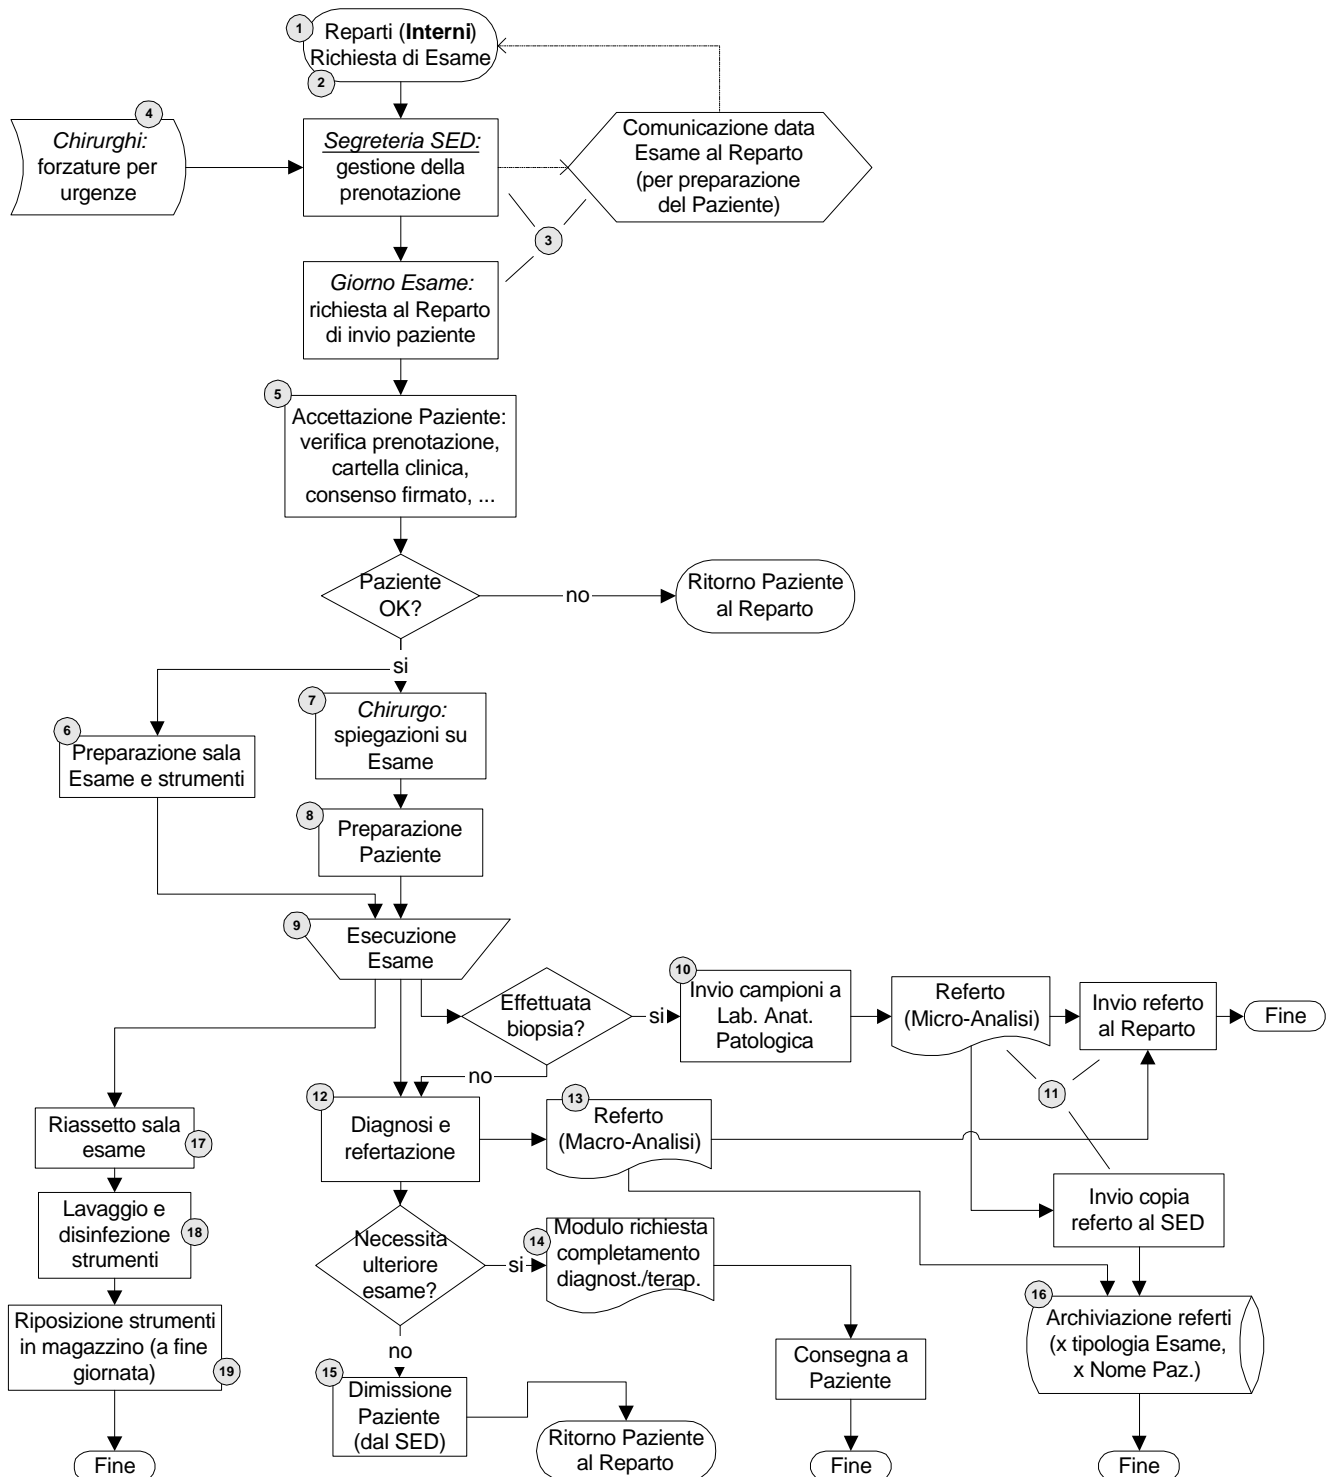 1
Reparti (Interni)
Richiesta di Esame
2
4
Chirurghi:
forzature per
urgenze
Segreteria SED:
gestione della
prenotazione
Comunicazione data
Esame al Reparto
(per preparazione
del Paziente)
3
Giorno Esame:
richiesta al Reparto
di invio paziente
5
Accettazione Paziente:
verifica prenotazione,
cartella clinica,
consenso firmato, ...
Paziente
OK?
no
Ritorno Paziente
al Reparto
si
6
Preparazione sala
Esame e strumenti
7
Chirurgo:
spiegazioni su
Esame
8
Preparazione
Paziente
9
Esecuzione
Esame
Effettuata
biopsia?
si
10
Invio campioni a
Lab. Anat.
Patologica
Referto
(Micro-Analisi)
Invio referto
al Reparto
Fine
no
11
12
Diagnosi e
refertazione
13
Referto
(Macro-Analisi)
Riassetto sala
esame
17
Invio copia
referto al SED
Lavaggio e
disinfezione
strumenti
18
Necessita
ulteriore
esame?
si
14
Modulo richiesta
completamento
diagnost./terap.
16
Archiviazione referti
(x tipologia Esame,
x Nome Paz.)
Riposizione strumenti
in magazzino (a fine
giornata)
19
no
15
Dimissione
Paziente
(dal SED)
Consegna a
Paziente
Ritorno Paziente
al Reparto
Fine
Fine
Fine